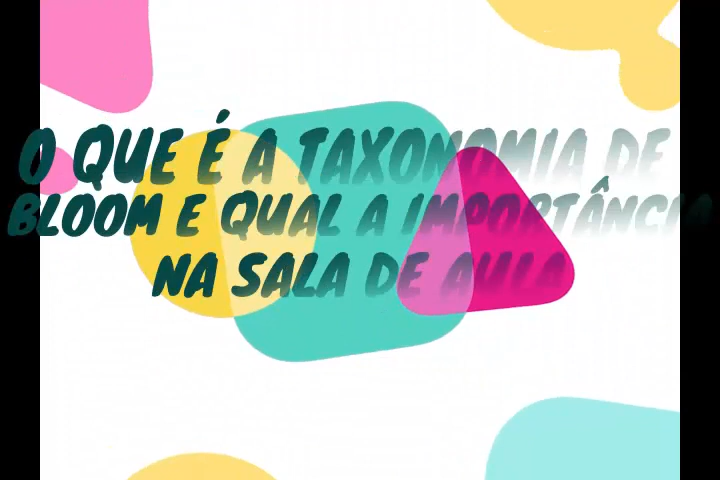 O QUE É A TAXONOMIA DE
BLOOM E QUAL A IMPORTÂNCIA
NA SALA DE AULA